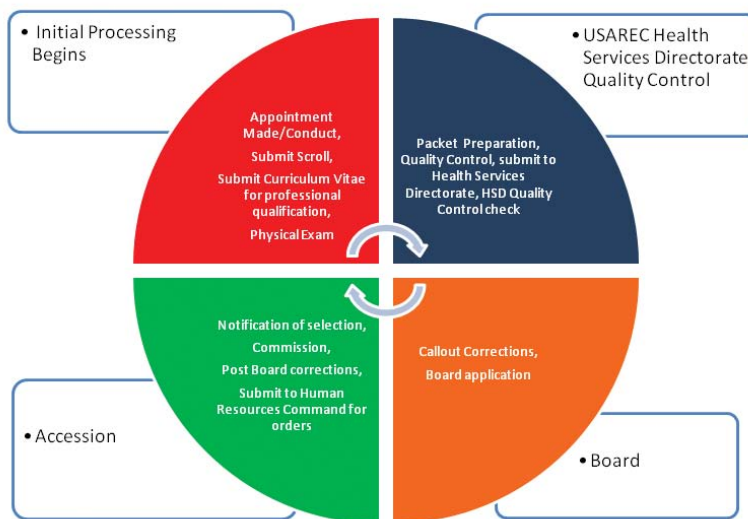 • Initial Processing
Begins
• USAREC Health
Services Directorate
Quality Control
Appointment
Made/Conduct,
Submit Scroll,
Submit Curriculum Vitae
for professional
qualification,
Physical Exam
Packet Preparation,
Quality Control, submit to
Health Services
Directorate, HSD Quality
Control check
Notification of selection,
Commission,
Post Board corrections,
Submit to Human
Resources Command for
orders
Callout Corrections,
Board application
• Accession
• Board